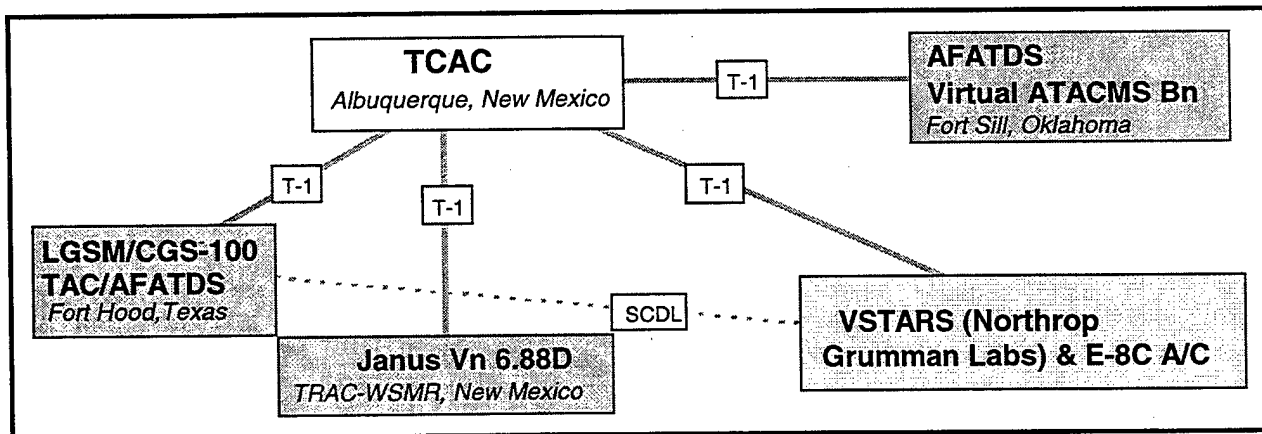 TCAC
Albuquerque, New Mexico
AFATDS
Virtual ATACMS Bn
Fort Sill, Oklahoma
T-1
T-1
T-1
T-1
LGSM/CGS-100
TAC/AFATDS
Fort Hood, Texas
SCDL
VSTARS (Northrop
Grumman Labs) & E-8C A/C
Janus Vn 6.88D
TRAC-WSMR, New Mexico